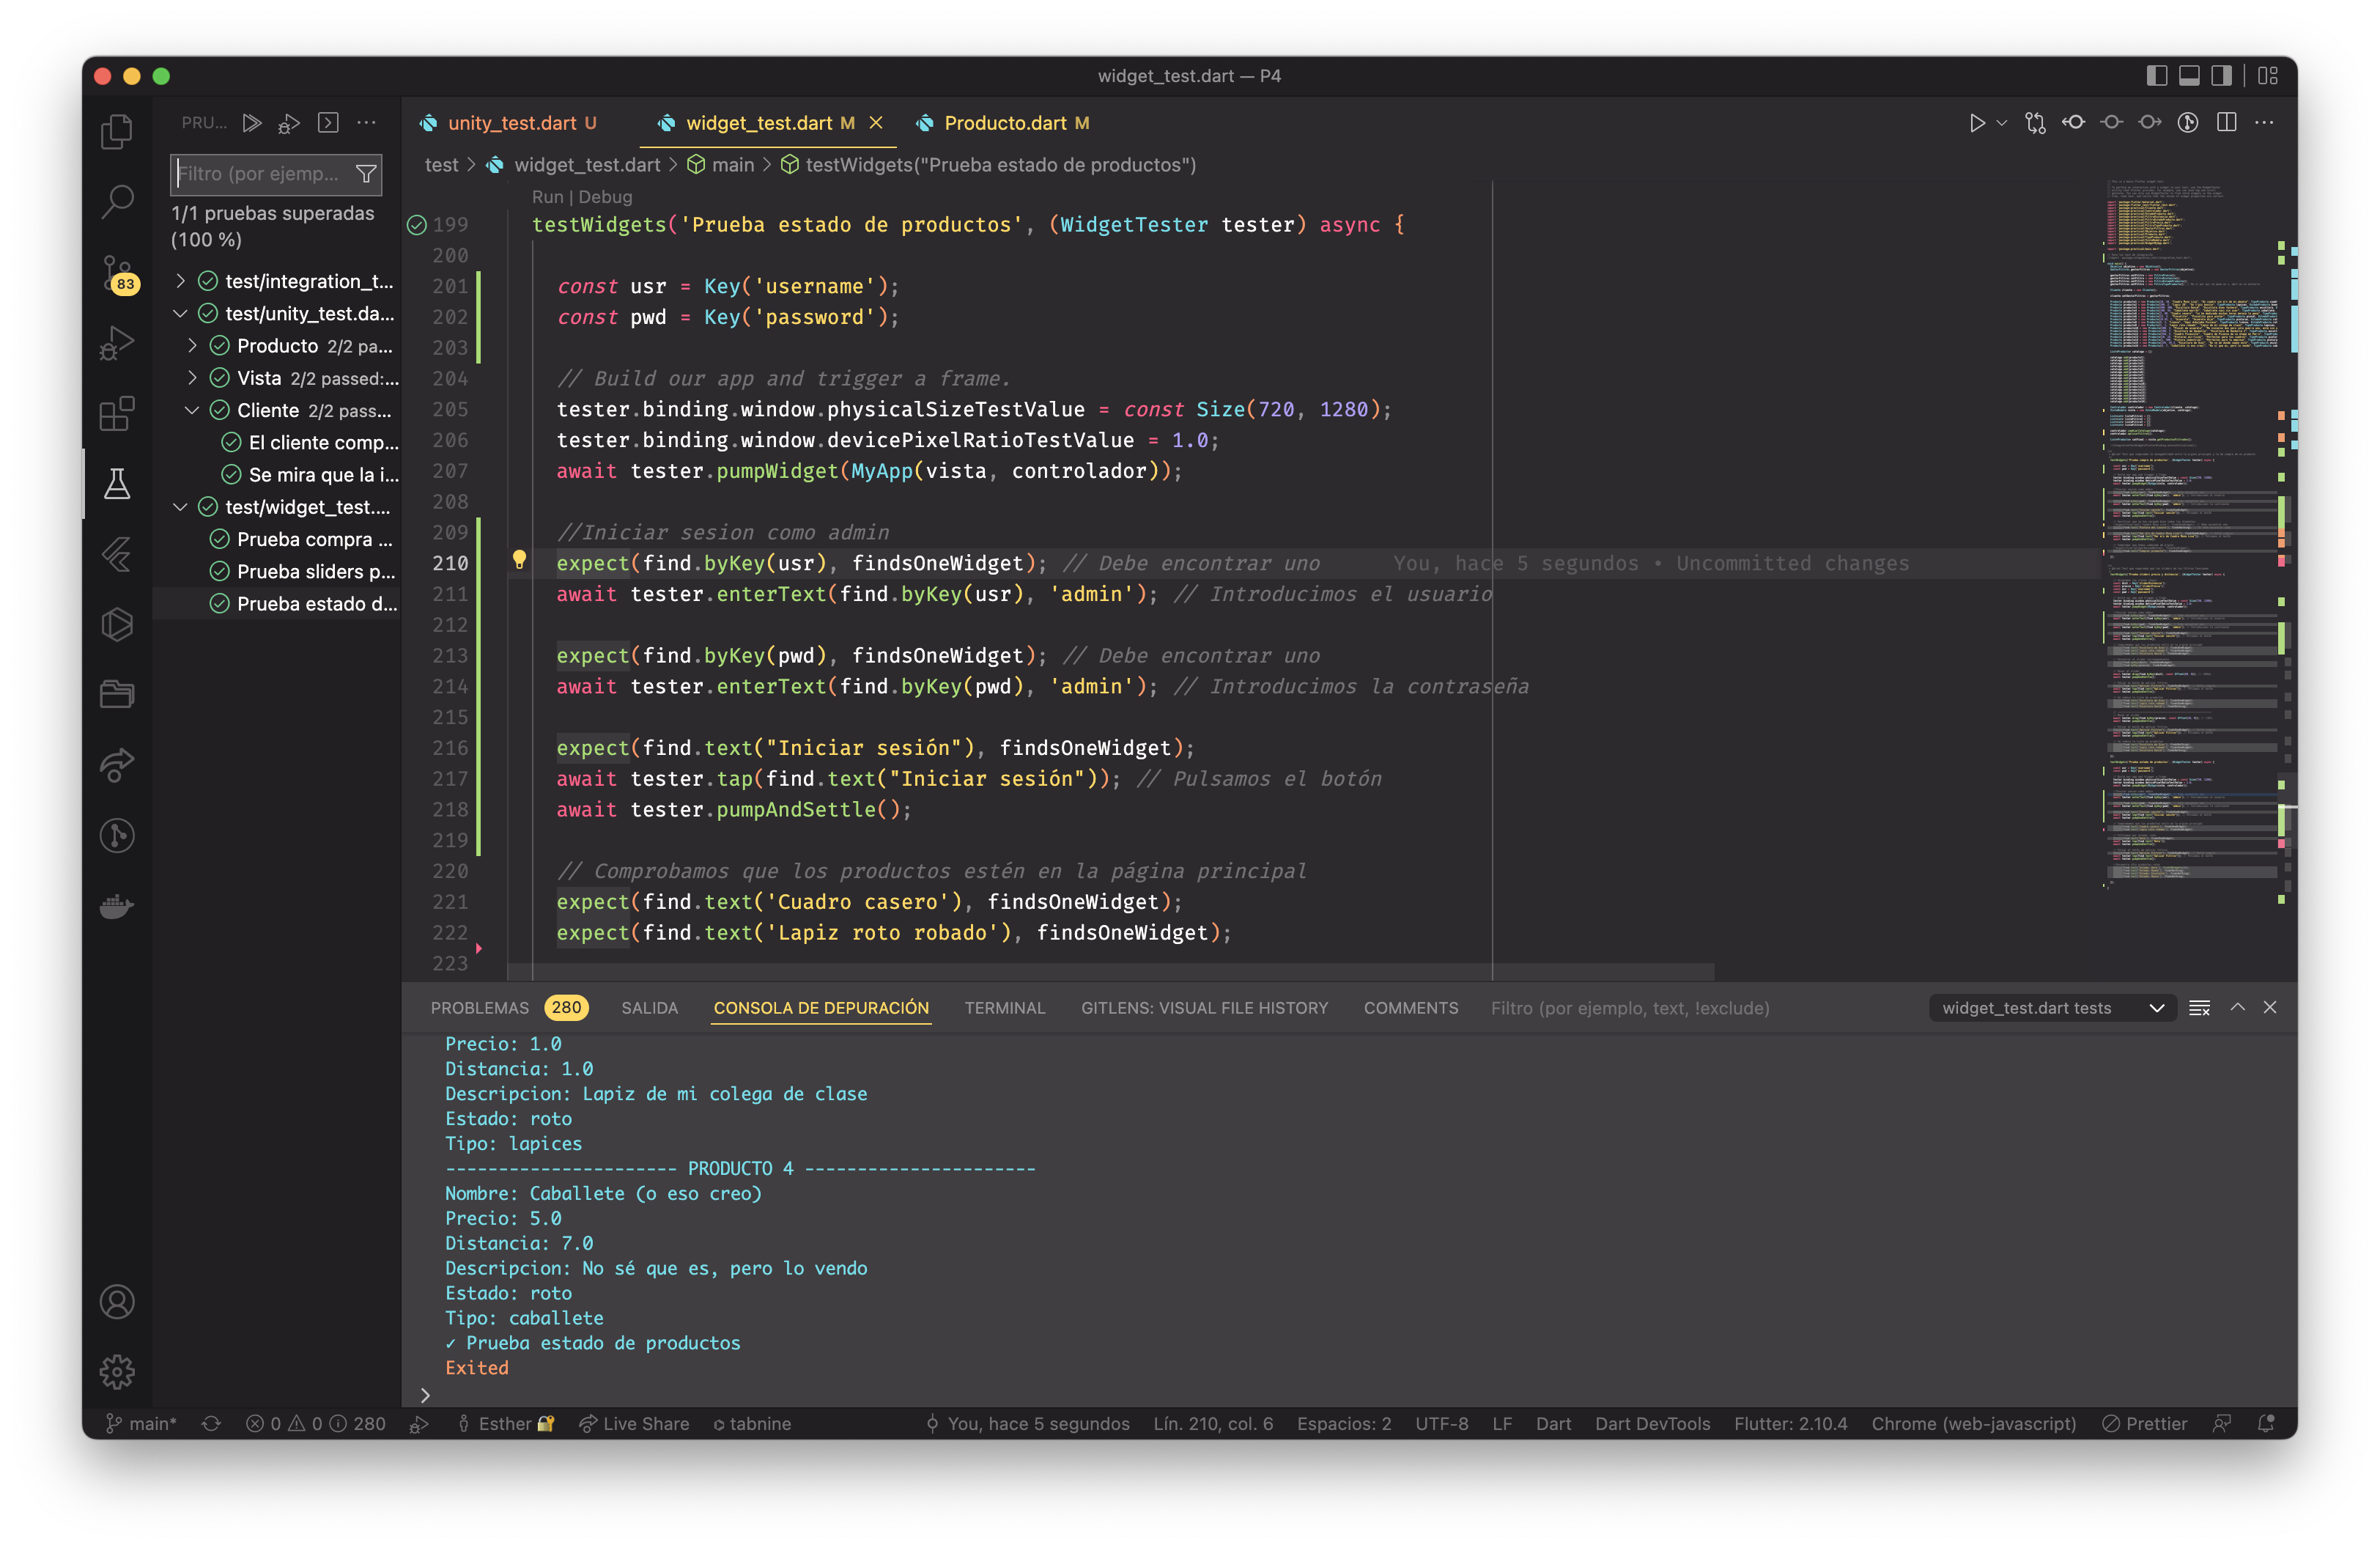 widget_test.dart — P4
PRU...
unity_test.dart U
widget_test.dart M
Producto.dart M
Filtro (por ejemp...
test > widget_test.dart > main > testWidgets("Prueba estado de productos")
1/1 pruebas superadas
(100 %)
test/integration_t...
test/unity_test.da...
Producto 2/2 pa...
Vista 2/2 passed:...
Cliente 2/2 pass...
El cliente comp...
Se mira que la i...
test/widget_test....
Prueba compra ...
Prueba sliders p...
Prueba estado d...
83
Run | Debug
199 testWidgets('Prueba estado de productos', (WidgetTester tester) async {
200
201 const usr = Key('username');
202 const pwd = Key('password');
203
204 // Build our app and trigger a frame.
205 tester.binding.window.physicalSizeTestValue = const Size(720, 1280);
206 tester.binding.window.devicePixelRatioTestValue = 1.0;
207 await tester.pumpWidget(MyApp(vista, controlador));
208
209 //Iniciar sesion como admin
210 expect(find.byKey(usr), findsOneWidget); // Debe encontrar uno You, hace 5 segundos • Uncommitted changes
211 await tester.enterText(find.byKey(usr), 'admin'); // Introducimos el usuario
212
213 expect(find.byKey(pwd), findsOneWidget); // Debe encontrar uno
214 await tester.enterText(find.byKey(pwd), 'admin'); // Introducimos la contraseña
215
216 expect(find.text("Iniciar sesión"), findsOneWidget);
217 await tester.tap(find.text("Iniciar sesión")); // Pulsamos el botón
218 await tester.pumpAndSettle();
219
220 // Comprobamos que los productos estén en la página principal
221 expect(find.text('Cuadro casero'), findsOneWidget);
222 expect(find.text('Lapiz roto robado'), findsOneWidget);
223
PROBLEMAS 280 SALIDA CONSOLA DE DEPURACIÓN TERMINAL GITLENS: VISUAL FILE HISTORY COMMENTS Filtro (por ejemplo, text, !exclude) widget_test.dart tests
Precio: 1.0
Distancia: 1.0
Descripcion: Lapiz de mi colega de clase
Estado: roto
Tipo: lapices
---------------------- PRODUCTO 4 ----------------------
Nombre: Caballete (o eso creo)
Precio: 5.0
Distancia: 7.0
Descripcion: No sé que es, pero lo vendo
Estado: roto
Tipo: caballete
✓ Prueba estado de productos
Exited
>
main* 0 0 280 Esther Live Share tabnine You, hace 5 segundos Lín. 210, col. 6 Espacios: 2 UTF-8 LF Dart Dart DevTools Flutter: 2.10.4 Chrome (web-javascript) Prettier